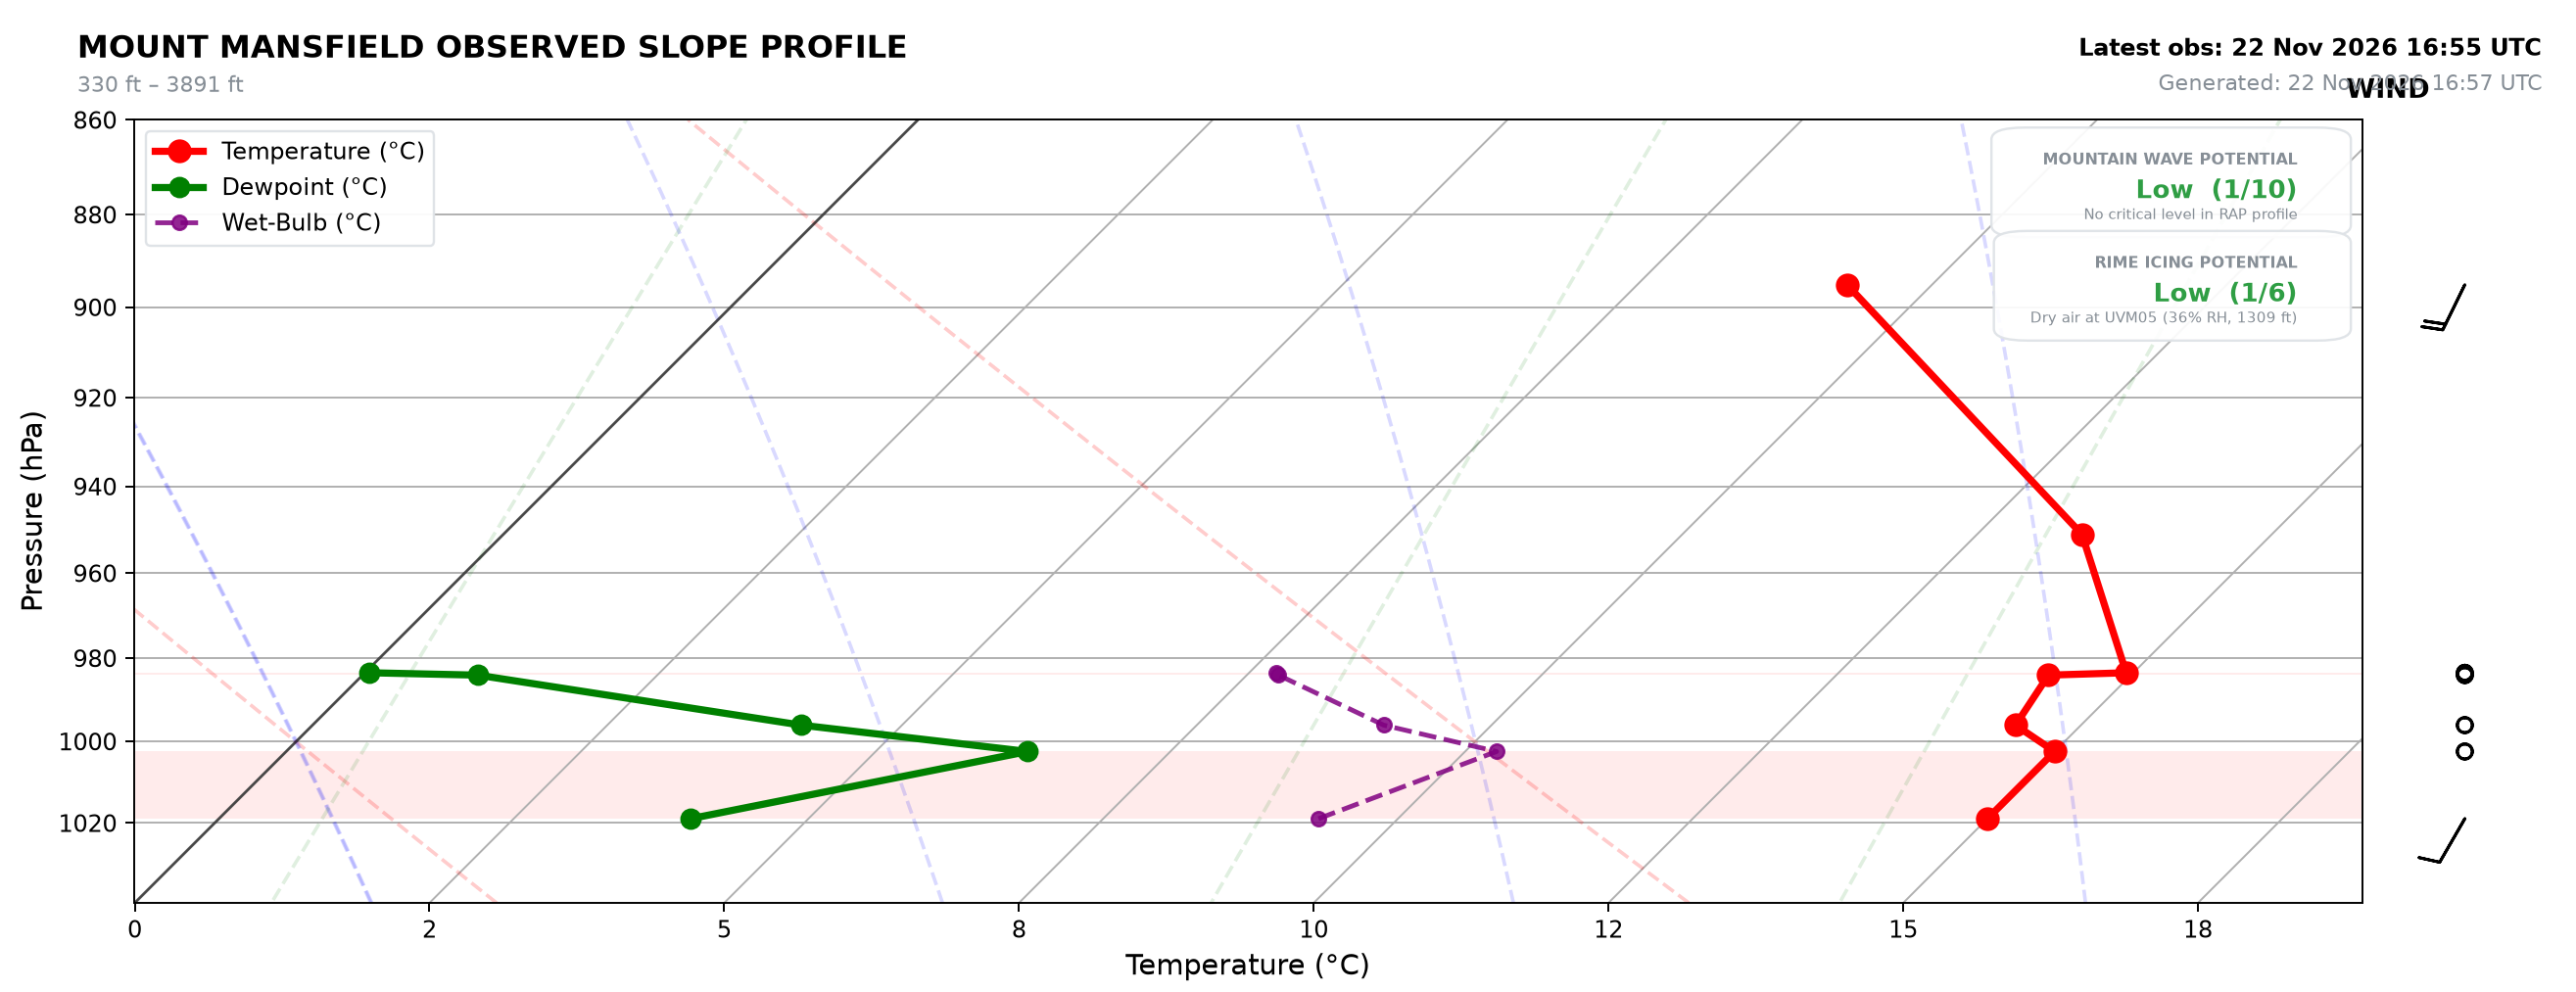 MOUNT MANSFIELD OBSERVED SLOPE PROFILE
330 ft – 3891 ft
Latest obs: 22 Nov 2026 16:55 UTC
Generated: 22 Nov 2026 16:57 UTC
WIND
Temperature (°C)
Dewpoint (°C)
Wet-Bulb (°C)
MOUNTAIN WAVE POTENTIAL
Low (1/10)
No critical level in RAP profile
RIME ICING POTENTIAL
Low (1/6)
Dry air at UVM05 (36% RH, 1309 ft)
Pressure (hPa)
860
880
900
920
940
960
980
1000
1020
0 2 5 8 10 12 15 18
Temperature (°C)